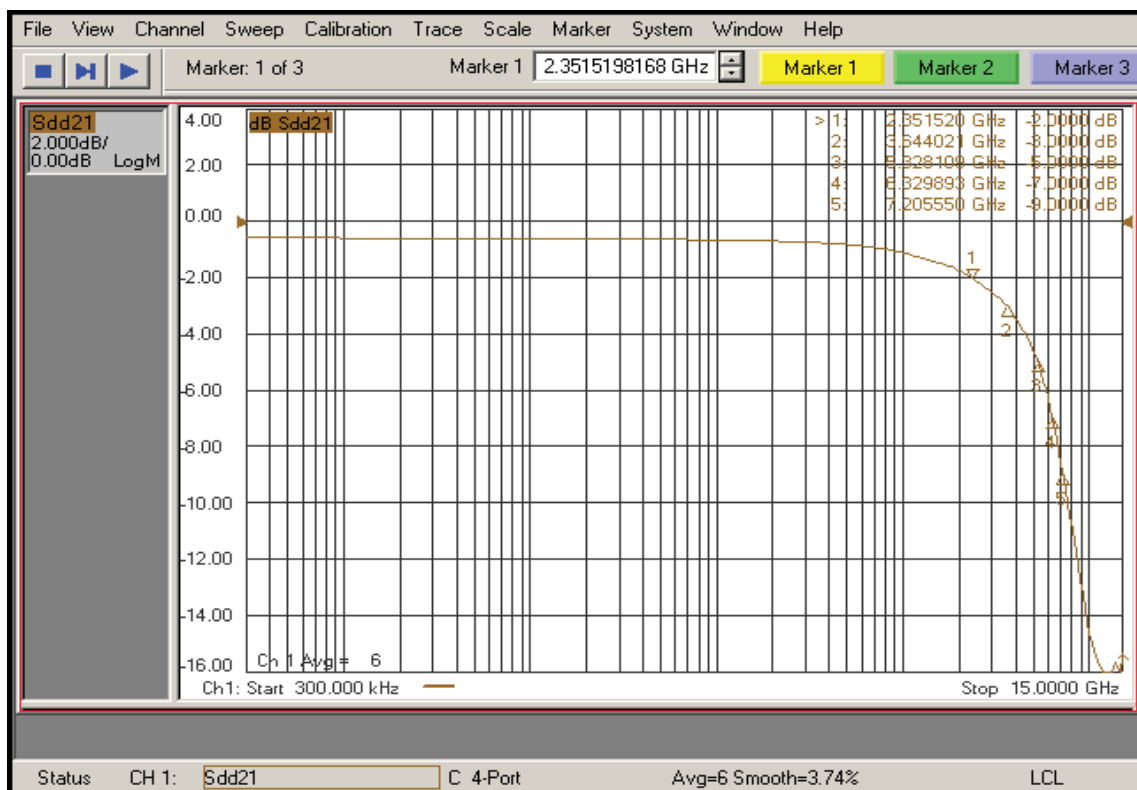 File View Channel Sweep Calibration Trace Scale Marker System Window Help
Marker: 1 of 3 Marker 1 2.3515198168 GHz Marker 1 Marker 2 Marker 3
Sdd21
2.000dB/
0.00dB LogM
dB Sdd21
4.00
2.00
0.00
-2.00
-4.00
-6.00
-8.00
-10.00
-12.00
-14.00
-16.00
> 1: 2.351520 GHz -2.0000 dB
2: 3.644021 GHz -3.0000 dB
3: 5.328109 GHz -5.0000 dB
4: 6.329893 GHz -7.0000 dB
5: 7.205550 GHz -9.0000 dB
1
2
3
4
5
Ch 1 Avg = 6
Ch1: Start 300.000 kHz Stop 15.0000 GHz
Status CH 1: Sdd21 C 4-Port Avg=6 Smooth=3.74% LCL